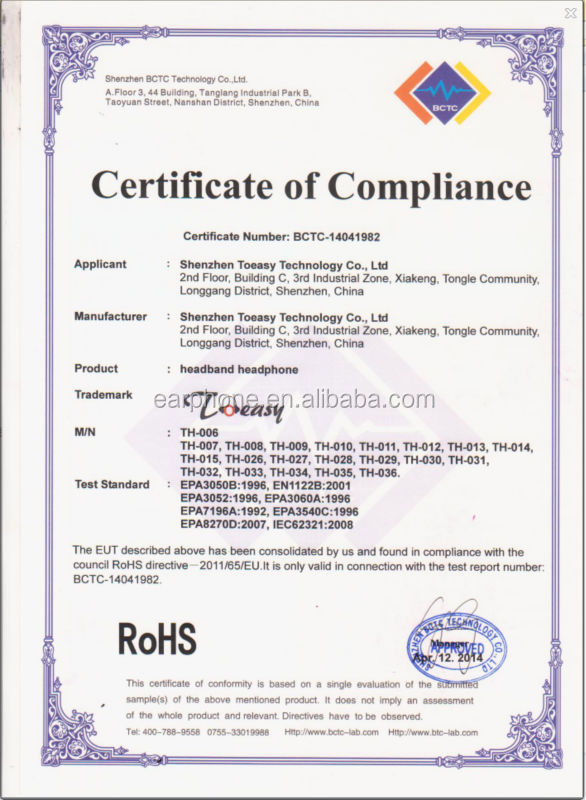 Shenzhen BCTC Technology Co.,Ltd.
A.Floor 3, 44 Building, Tanglang Industrial Park B,
Taoyuan Street, Nanshan District, Shenzhen, China
BCTC
Certificate of Compliance
Certificate Number: BCTC-14041982
Applicant : Shenzhen Toeasy Technology Co., Ltd
2nd Floor, Building C, 3rd Industrial Zone, Xiakeng, Tongle Community,
Longgang District, Shenzhen, China
Manufacturer : Shenzhen Toeasy Technology Co., Ltd
2nd Floor, Building C, 3rd Industrial Zone, Xiakeng, Tongle Community,
Longgang District, Shenzhen, China
Product : headband headphone
Trademark : Toeasy
earphone.en.alibaba.com
M/N : TH-006
TH-007, TH-008, TH-009, TH-010, TH-011, TH-012, TH-013, TH-014,
TH-015, TH-026, TH-027, TH-028, TH-029, TH-030, TH-031,
TH-032, TH-033, TH-034, TH-035, TH-036.
Test Standard : EPA3050B:1996, EN1122B:2001
EPA3052:1996, EPA3060A:1996
EPA7196A:1992, EPA3540C:1996
EPA8270D:2007, IEC62321:2008
The EUT described above has been consolidated by us and found in compliance with the
council RoHS directive—2011/65/EU.It is only valid in connection with the test report number:
BCTC-14041982.
RoHS
SHENZHEN BCTC TECHNOLOGY CO.,LTD
Manager
APPROVED
Apr. 12. 2014
This certificate of conformity is based on a single evaluation of the submitted
sample(s) of the above mentioned product. It does not imply an assessment
of the whole product and relevant. Directives have to be observed.
Tel: 400-788-9558 0755-33019988 Http://www.bctc-lab.com Http://www.btc-lab.com